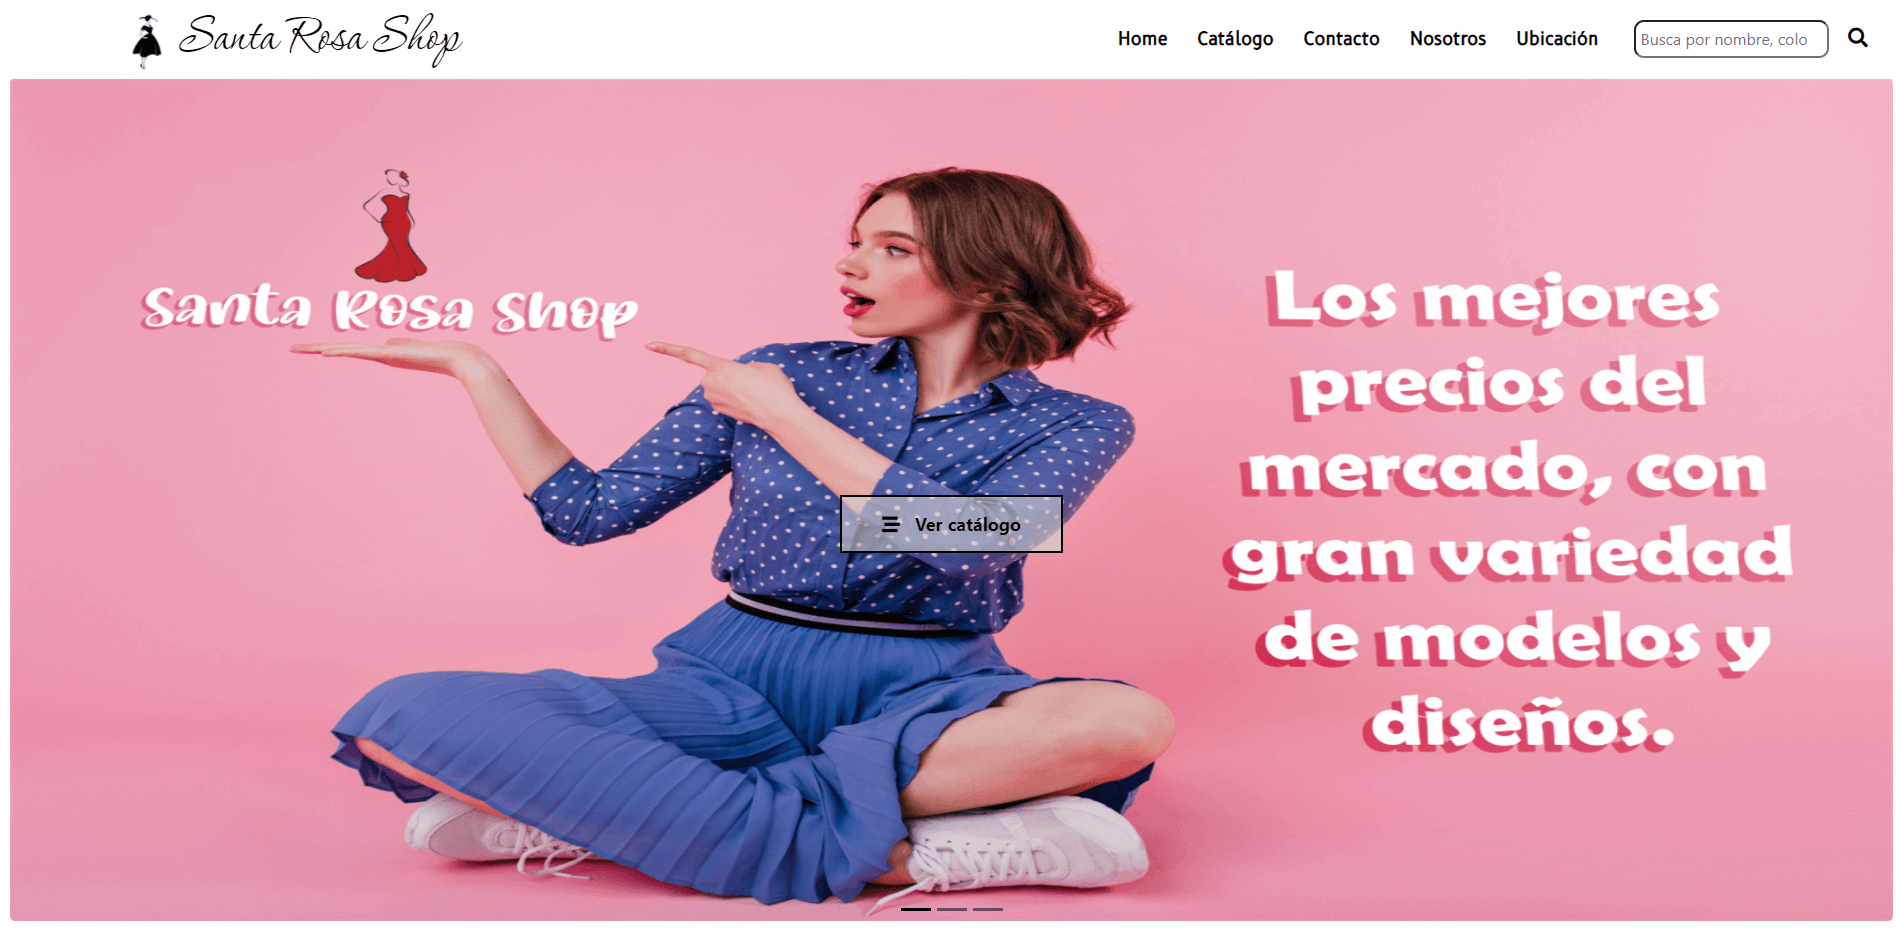 Santa Rosa Shop
Home
Catálogo
Contacto
Nosotros
Ubicación
Busca por nombre, colo
Santa Rosa Shop
Los mejores
precios del
mercado, con
gran variedad
de modelos y
diseños.
Ver catálogo